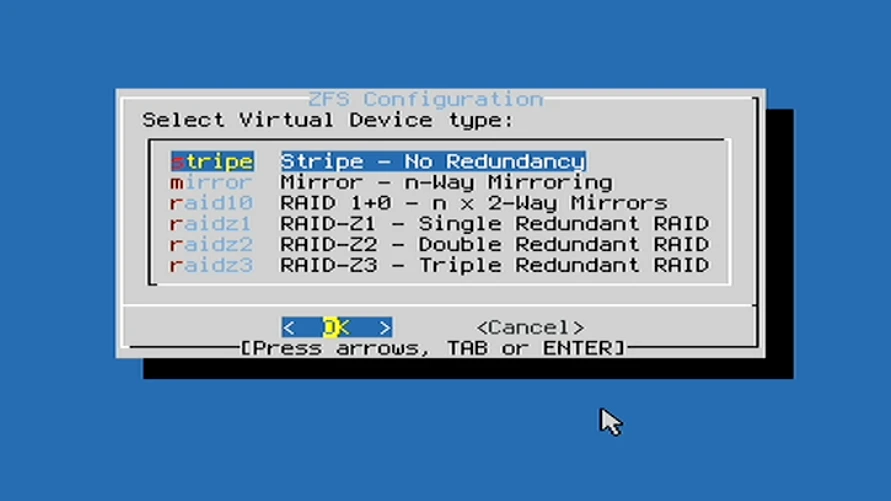 ZFS Configuration
Select Virtual Device type:
stripe Stripe - No Redundancy
mirror Mirror - n-Way Mirroring
raid10 RAID 1+0 - n x 2-Way Mirrors
raidz1 RAID-Z1 - Single Redundant RAID
raidz2 RAID-Z2 - Double Redundant RAID
raidz3 RAID-Z3 - Triple Redundant RAID
< OK > <Cancel>
[Press arrows, TAB or ENTER]